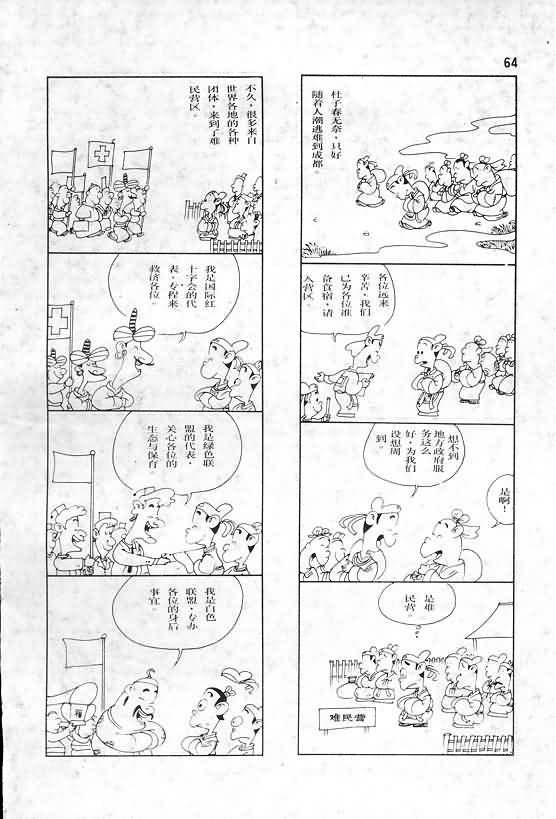 64
杜子春无奈，只好
随着人潮逃难到成都。
各位远来
辛苦，我们
已为各位准
备食宿，请
入营区。
想不到
地方政府服
务这么
好，为我们
设想周
到。
是啊！
是难
民营。
难民营
不久，很多来自
世界各地的各种
团体，来到了难
民营区。
我是国际红
十字会的代
表，专程来
救济各位。
我是绿色联
盟的代表，
关心各位的
生态与保育。
我是白色
联盟，专办
各位的身后
事宜。